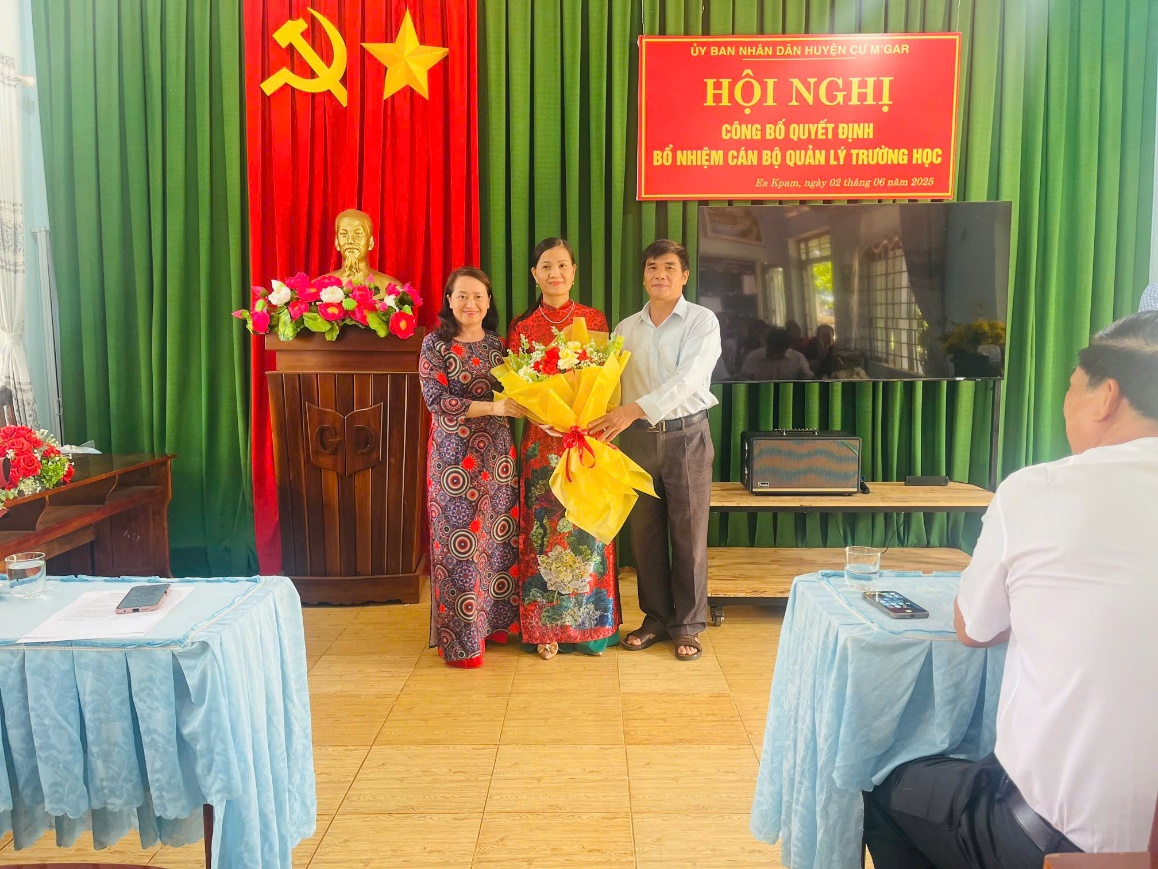 ỦY BAN NHÂN DÂN HUYỆN CƯ M'GAR
HỘI NGHỊ
CÔNG BỐ QUYẾT ĐỊNH
BỔ NHIỆM CÁN BỘ QUẢN LÝ TRƯỜNG HỌC
Ea Kpam, ngày 02 tháng 06 năm 2025
GD